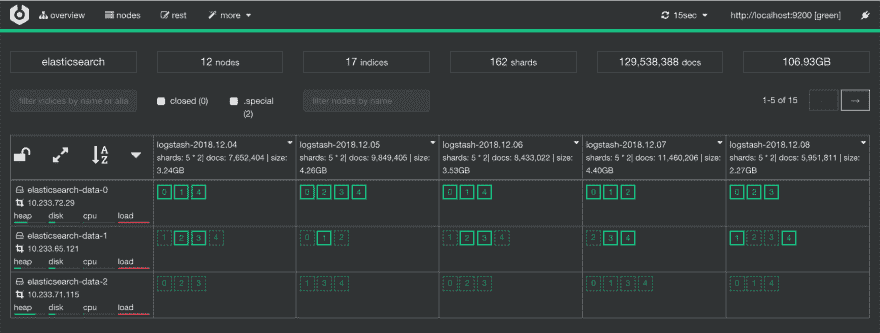 overview nodes rest more 15sec http://localhost:9200 [green]
elasticsearch 12 nodes 17 indices 162 shards 129,538,388 docs 106.93GB
filter indices by name or alia closed (0) .special filter nodes by name 1-5 of 15 →
(2)
logstash-2018.12.04 logstash-2018.12.05 logstash-2018.12.06 logstash-2018.12.07 logstash-2018.12.08
shards: 5 * 2| docs: 7,652,404 | size: shards: 5 * 2| docs: 9,849,405 | size: shards: 5 * 2| docs: 8,433,022 | size: shards: 5 * 2| docs: 11,460,206 | size: shards: 5 * 2| docs: 5,951,811 | size:
3.24GB 4.26GB 3.53GB 4.40GB 2.27GB
A
Z
elasticsearch-data-0 0 1 4 0 2 3 4 0 1 4 0 1 2 0 2 3
10.233.72.29
heap disk cpu load
elasticsearch-data-1 1 2 3 4 0 1 2 1 2 3 4 2 3 4 1 2 3 4
10.233.65.121
heap disk cpu load
elasticsearch-data-2 0 2 3 1 3 4 0 2 3 0 1 3 4 0 1 4
10.233.71.115
heap disk cpu load